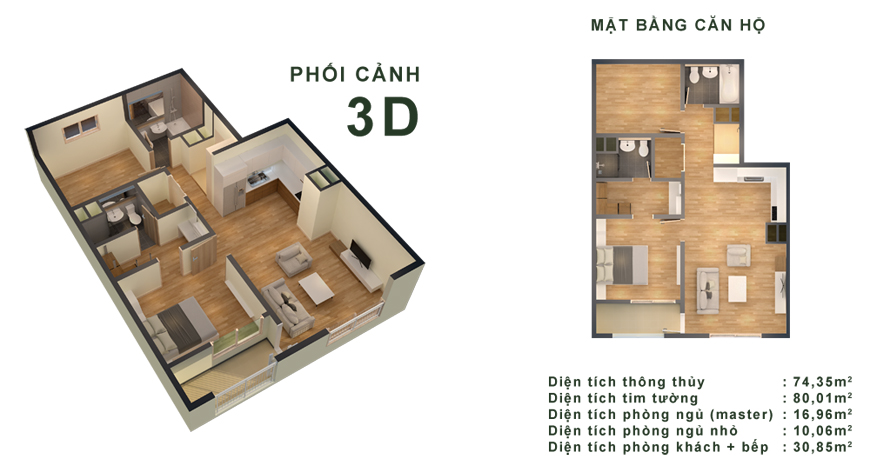 PHỐI CẢNH
3D
MẶT BẰNG CĂN HỘ
Diện tích thông thủy : 74,35m²
Diện tích tim tường : 80,01m²
Diện tích phòng ngủ (master) : 16,96m²
Diện tích phòng ngủ nhỏ : 10,06m²
Diện tích phòng khách + bếp : 30,85m²